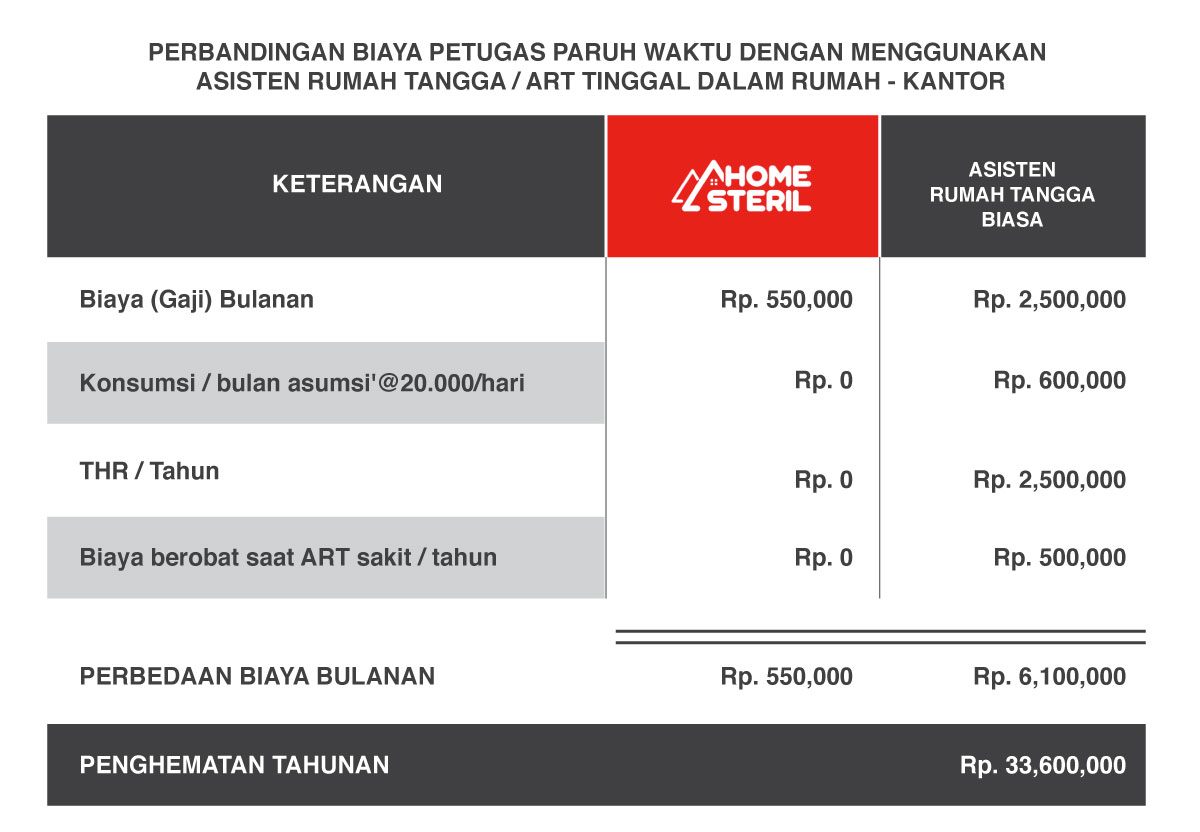 PERBANDINGAN BIAYA PETUGAS PARUH WAKTU DENGAN MENGGUNAKAN
ASISTEN RUMAH TANGGA / ART TINGGAL DALAM RUMAH - KANTOR
KETERANGAN
HOME
STERIL
ASISTEN
RUMAH TANGGA
BIASA
Biaya (Gaji) Bulanan Rp. 550,000 Rp. 2,500,000
Konsumsi / bulan asumsi'@20.000/hari Rp. 0 Rp. 600,000
THR / Tahun Rp. 0 Rp. 2,500,000
Biaya berobat saat ART sakit / tahun Rp. 0 Rp. 500,000
PERBEDAAN BIAYA BULANAN Rp. 550,000 Rp. 6,100,000
PENGHEMATAN TAHUNAN Rp. 33,600,000